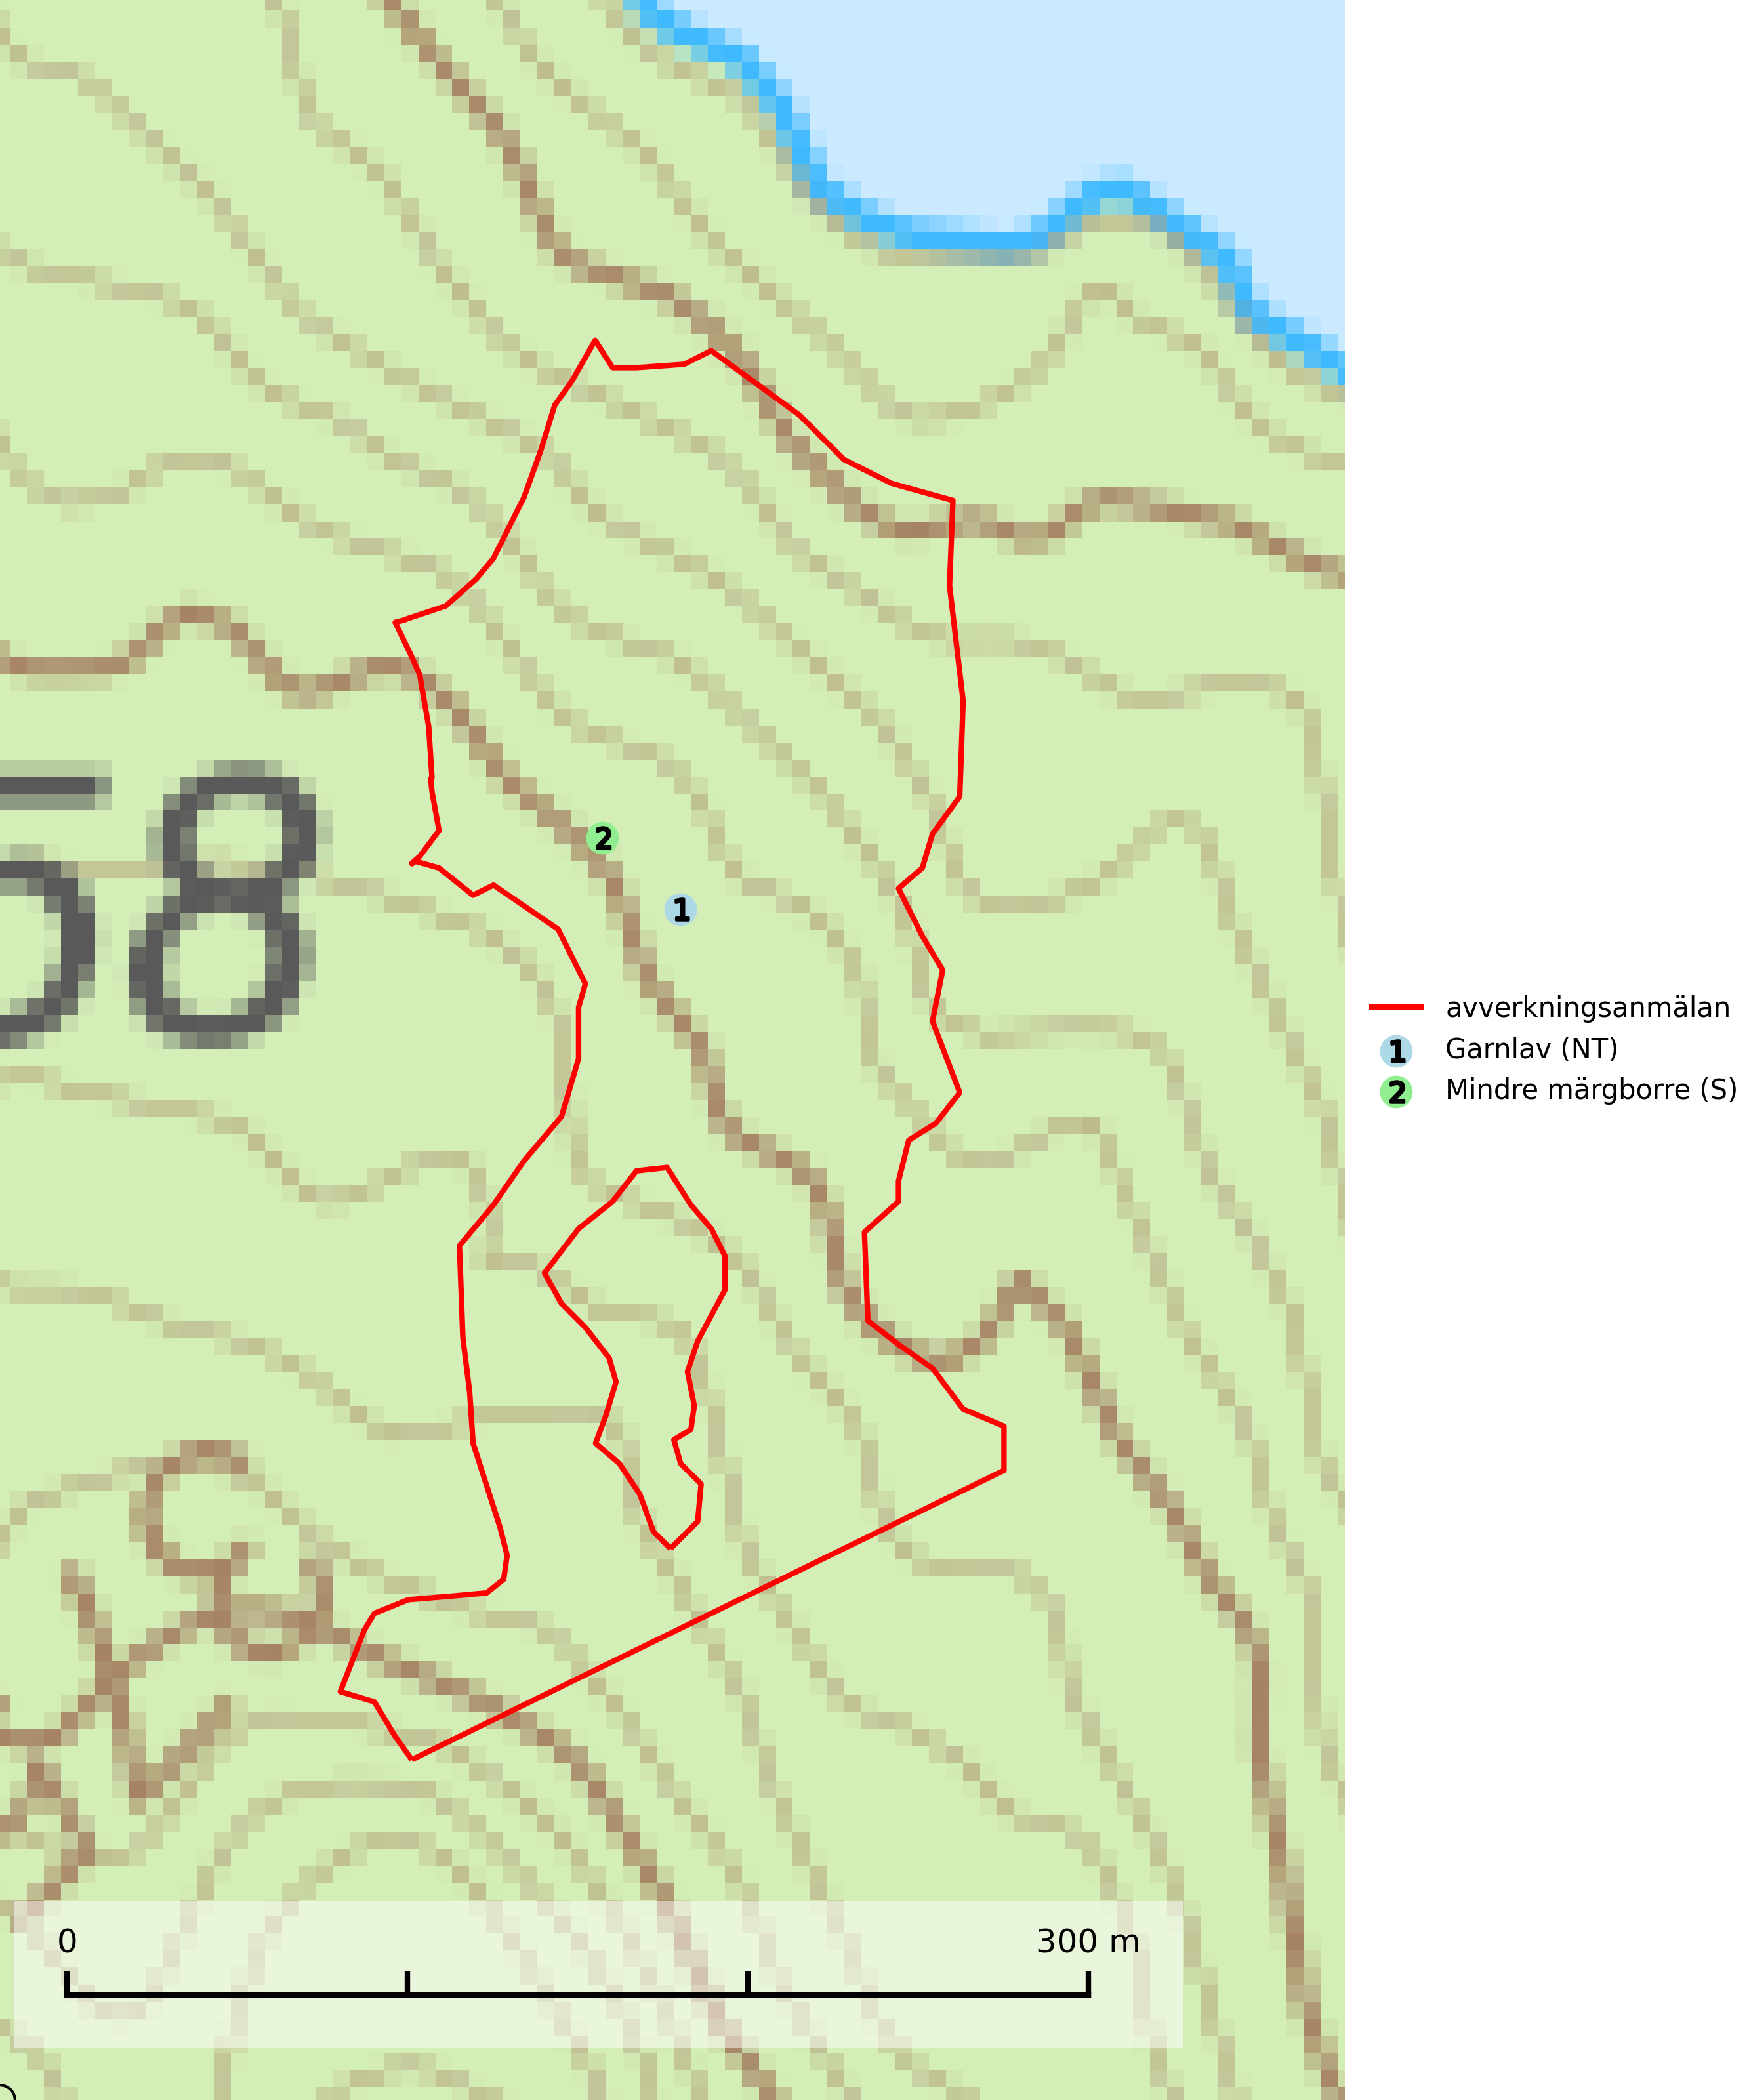 58
2
1
avverkningsanmälan
1 Garnlav (NT)
2 Mindre märgborre (S)
0 300 m